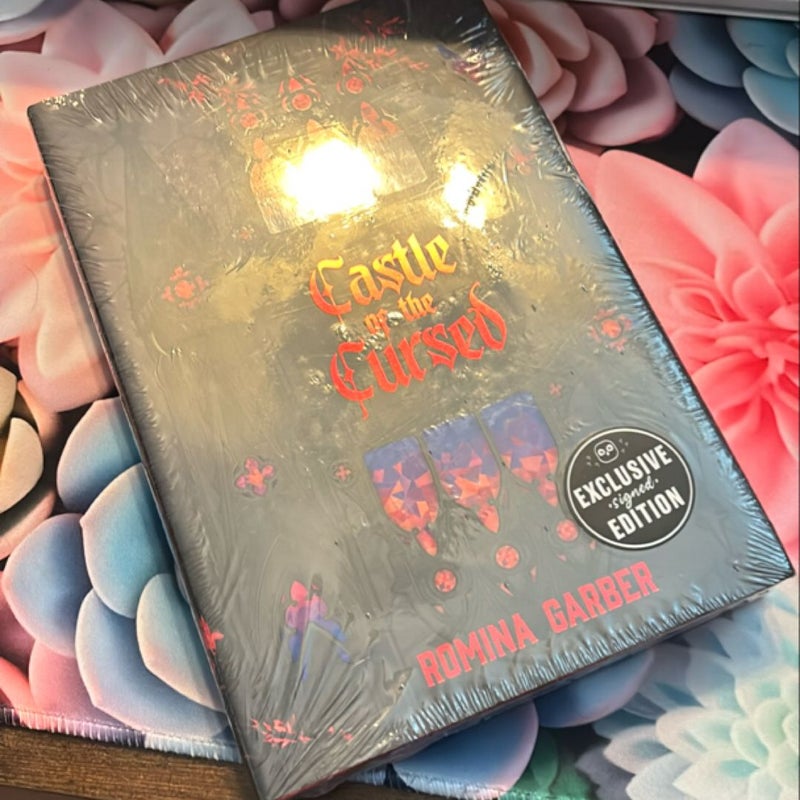 Castle
of the
Cursed
EXCLUSIVE
·signed·
EDITION
ROMINA GARBER